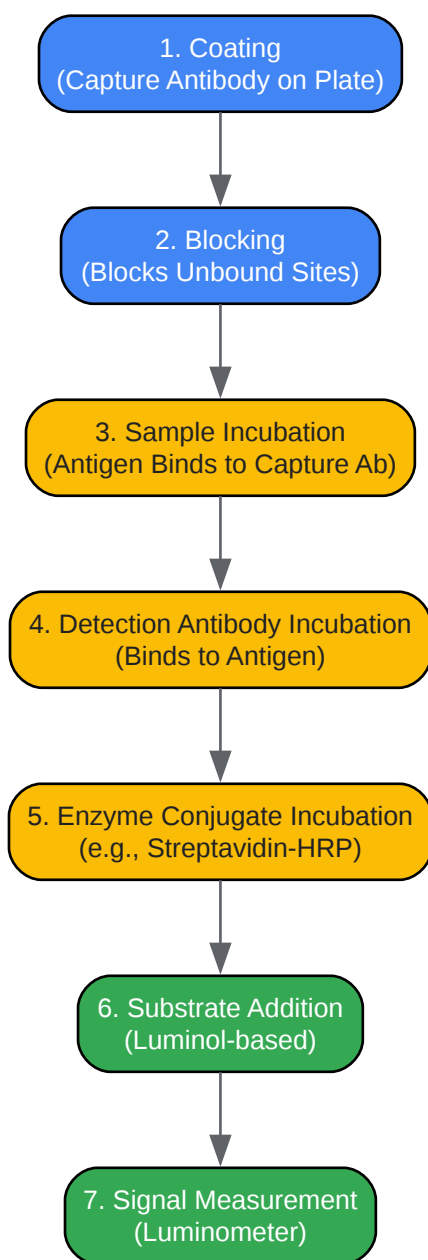 1. Coating
(Capture Antibody on Plate)
2. Blocking
(Blocks Unbound Sites)
3. Sample Incubation
(Antigen Binds to Capture Ab)
4. Detection Antibody Incubation
(Binds to Antigen)
5. Enzyme Conjugate Incubation
(e.g., Streptavidin-HRP)
6. Substrate Addition
(Luminol-based)
7. Signal Measurement
(Luminometer)